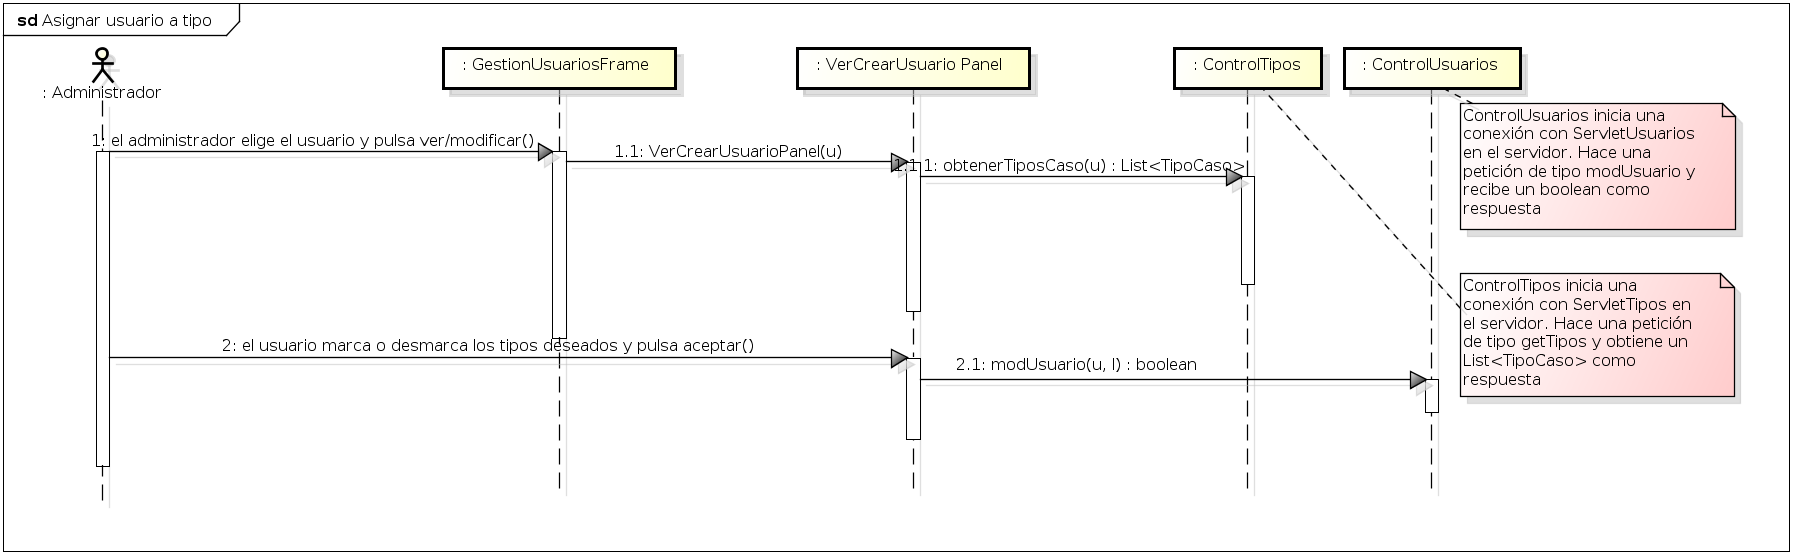 sd Asignar usuario a tipo
: Administrador
: GestionUsuariosFrame
: VerCrearUsuario Panel
: ControlTipos
: ControlUsuarios
1: el administrador elige el usuario y pulsa ver/modificar()
1.1: VerCrearUsuarioPanel(u)
1.1.1: obtenerTiposCaso(u) : List<TipoCaso>
ControlUsuarios inicia una
conexión con ServletUsuarios
en el servidor. Hace una
petición de tipo modUsuario y
recibe un boolean como
respuesta
ControlTipos inicia una
conexión con ServletTipos en
el servidor. Hace una petición
de tipo getTipos y obtiene un
List<TipoCaso> como
respuesta
2: el usuario marca o desmarca los tipos deseados y pulsa aceptar()
2.1: modUsuario(u, l) : boolean